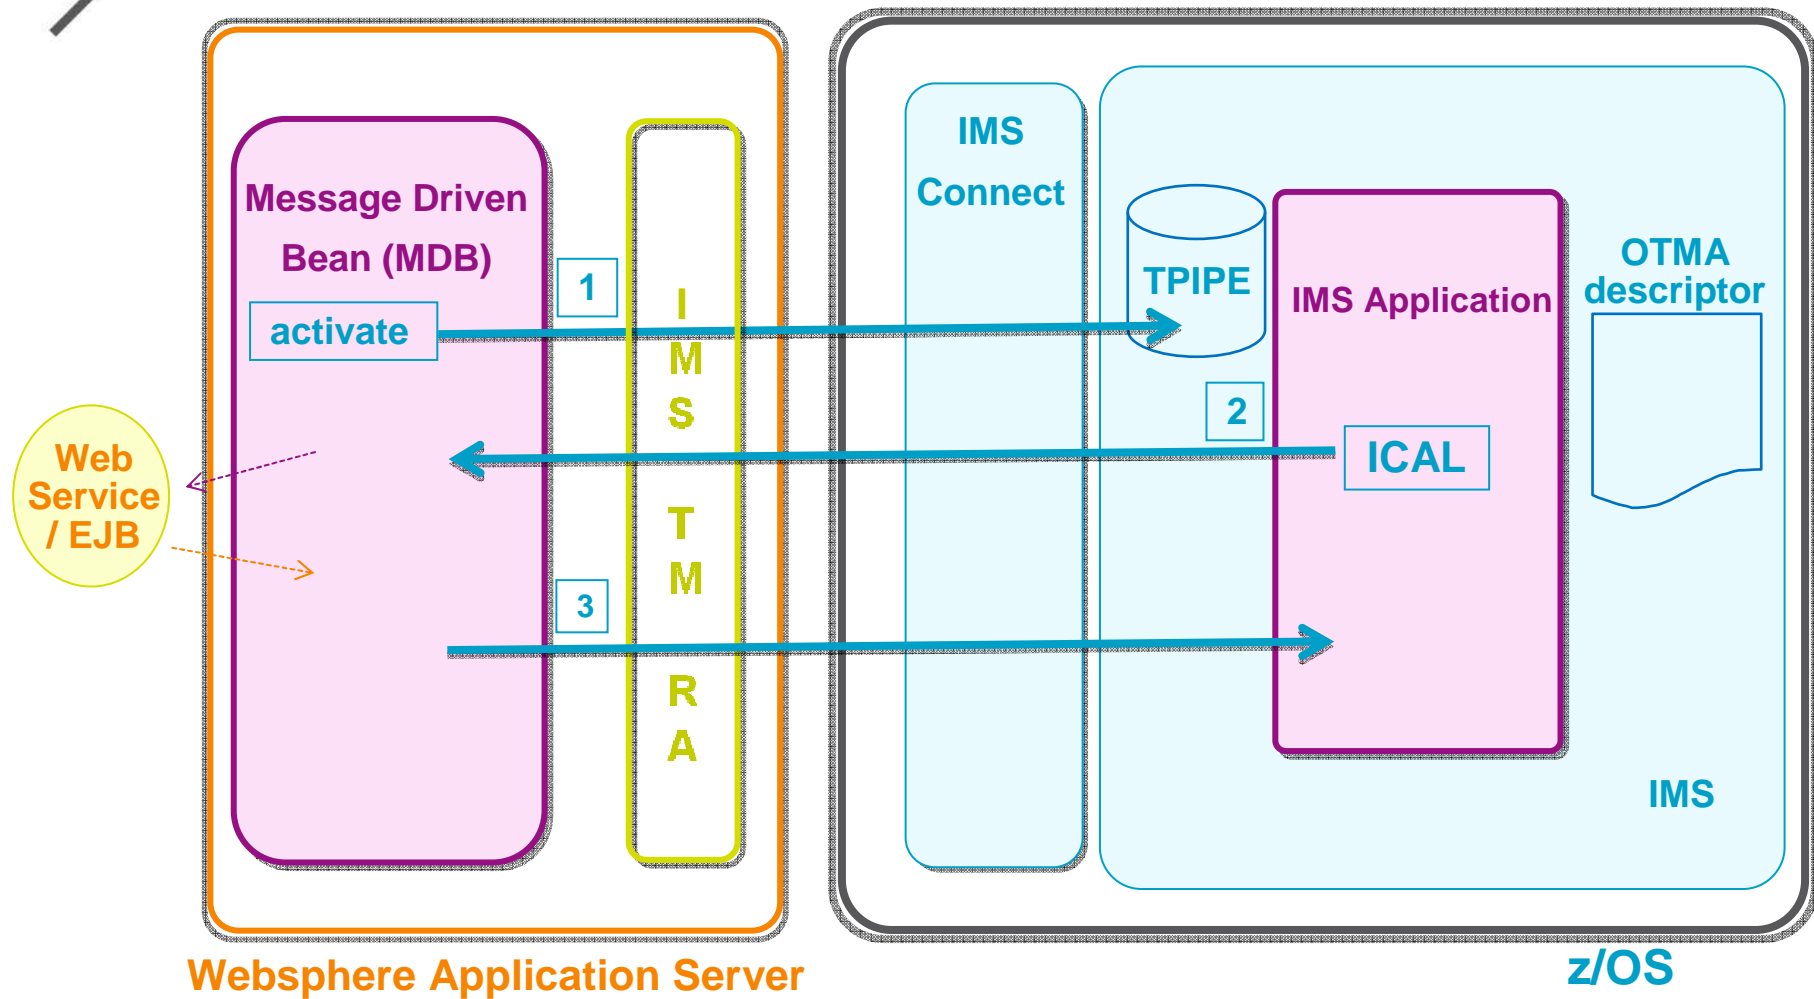 Message Driven
Bean (MDB)
activate
1
Web
Service
/ EJB
3
I
M
S
T
M
R
A
IMS
Connect
TPIPE
2
IMS Application
ICAL
OTMA
descriptor
IMS
Websphere Application Server
z/OS